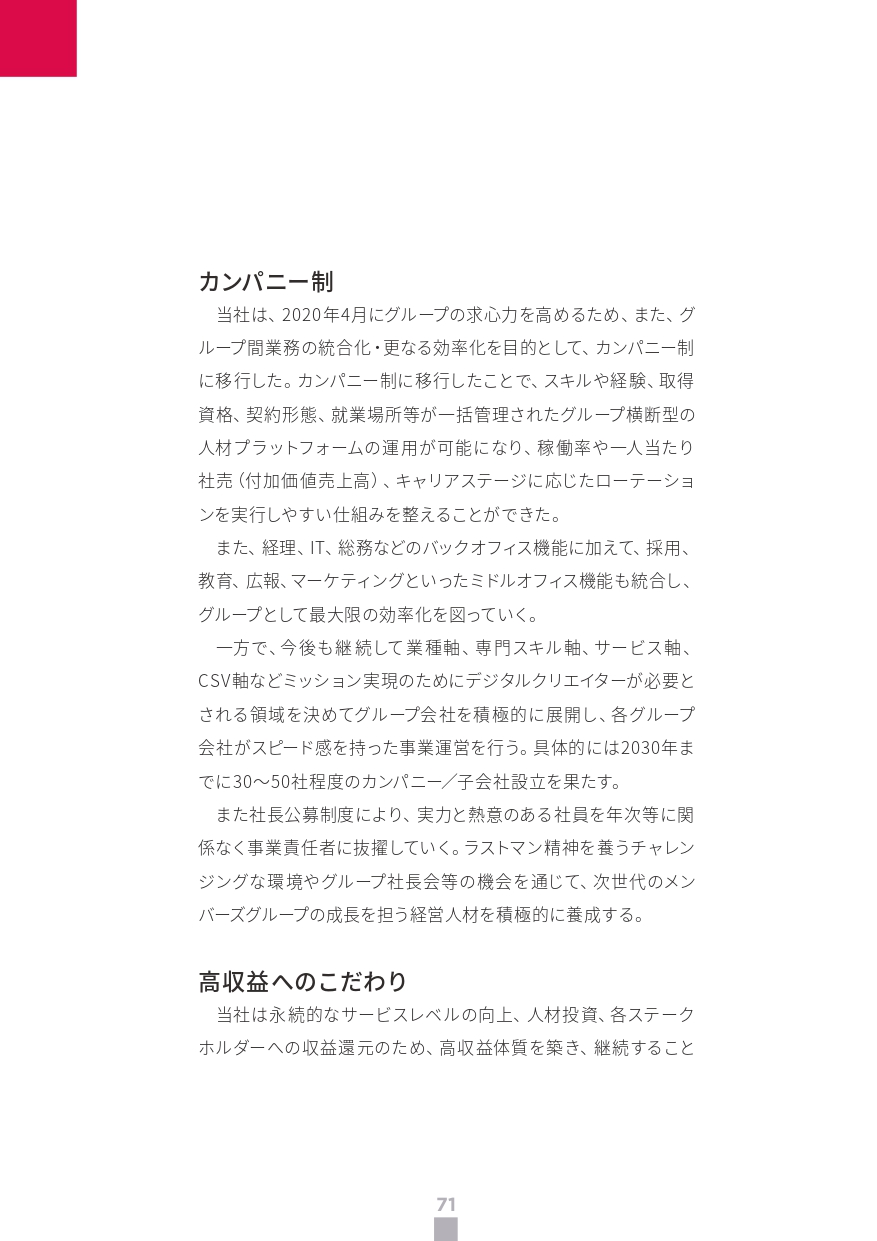 カンパニー制
当社は、2020年4月にグループの求心力を高めるため、また、グ
ループ間業務の統合化・更なる効率化を目的として、カンパニー制
に移行した。カンパニー制に移行したことで、スキルや経験、取得
資格、契約形態、就業場所等が一括管理されたグループ横断型の
人材プラットフォームの運用が可能になり、稼働率や一人当たり
社売（付加価値売上高）、キャリアステージに応じたローテーショ
ンを実行しやすい仕組みを整えることができた。
また、経理、IT、総務などのバックオフィス機能に加えて、採用、
教育、広報、マーケティングといったミドルオフィス機能も統合し、
グループとして最大限の効率化を図っていく。
一方で、今後も継続して業種軸、専門スキル軸、サービス軸、
CSV軸などミッション実現のためにデジタルクリエイターが必要と
される領域を決めてグループ会社を積極的に展開し、各グループ
会社がスピード感を持った事業運営を行う。具体的には2030年ま
でに30〜50社程度のカンパニー／子会社設立を果たす。
また社長公募制度により、実力と熱意のある社員を年次等に関
係なく事業責任者に抜擢していく。ラストマン精神を養うチャレン
ジングな環境やグループ社長会等の機会を通じて、次世代のメン
バーズグループの成長を担う経営人材を積極的に養成する。
高収益へのこだわり
当社は永続的なサービスレベルの向上、人材投資、各ステーク
ホルダーへの収益還元のため、高収益体質を築き、継続すること
71